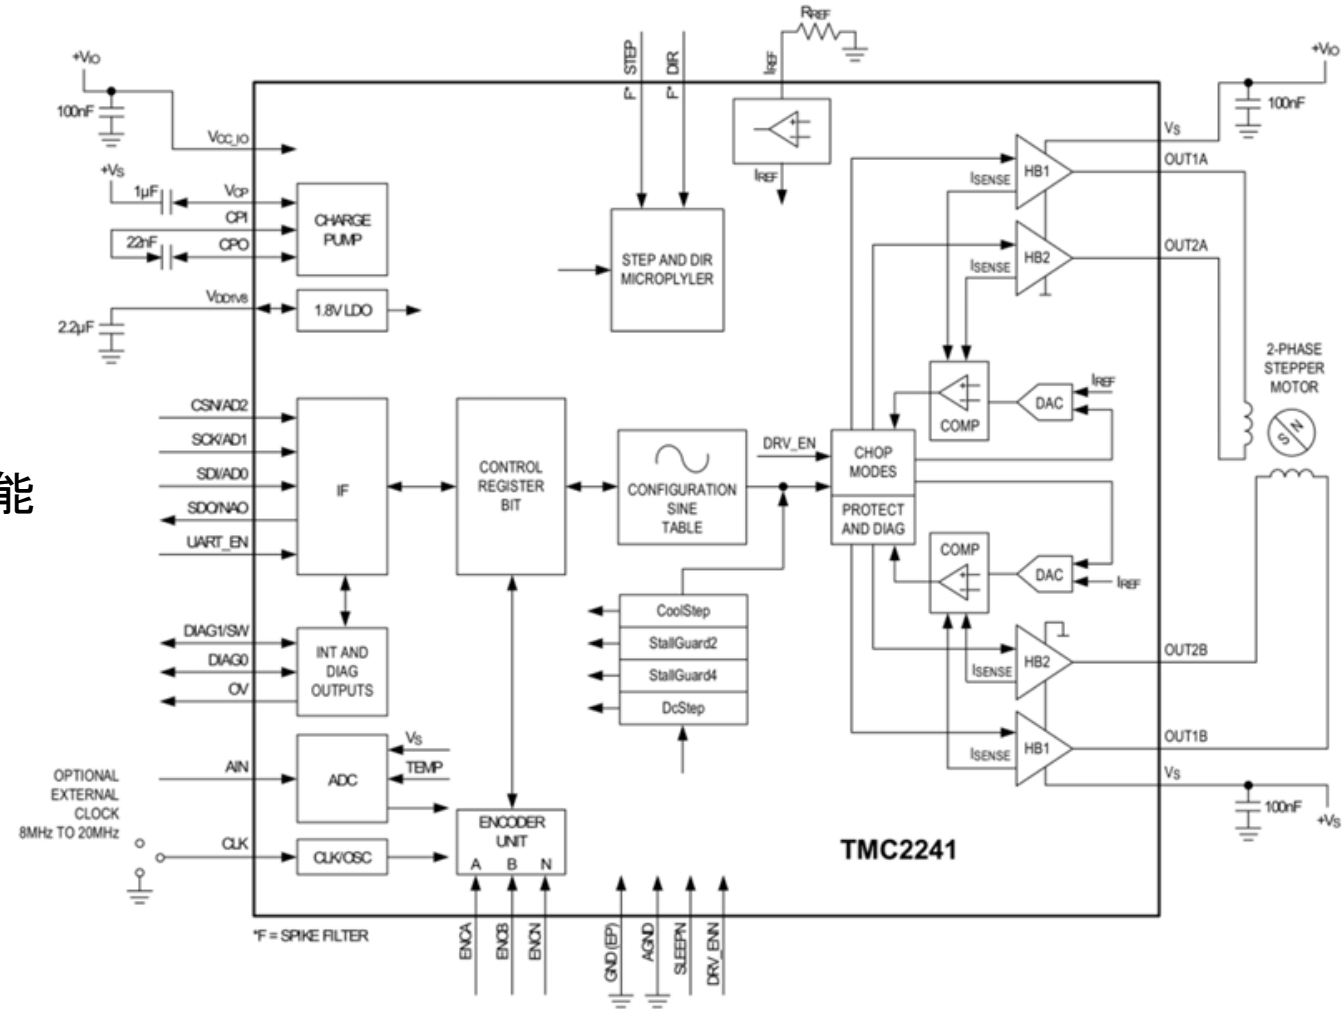 +VIO
100nF
VCC_IO
+VS
1µF
VCP
CPI
22nF
CPO
CHARGE
PUMP
VDD1V8
2.2µF
1.8V LDO
F* STEP
F* DIR
IREF
RREF
IREF
STEP AND DIR
MICROPLYLER
+VIO
100nF
VS
OUT1A
HB1
ISENSE
OUT2A
HB2
ISENSE
COMP
DAC
IREF
2-PHASE
STEPPER
MOTOR
S N
能
CSN/AD2
SCK/AD1
SDI/AD0
SDO/NAO
UART_EN
IF
CONTROL
REGISTER
BIT
CONFIGURATION
SINE
TABLE
DRV_EN
CHOP
MODES
PROTECT
AND DIAG
COMP
DAC
IREF
CoolStep
StallGuard2
StallGuard4
DcStep
HB2
ISENSE
OUT2B
HB1
ISENSE
OUT1B
VS
100nF
+VS
DIAG1/SW
DIAG0
OV
INT AND
DIAG
OUTPUTS
AIN
ADC
VS
TEMP
OPTIONAL
EXTERNAL
CLOCK
8MHz TO 20MHz
CLK
CLK/OSC
ENCODER
UNIT
A B N
TMC2241
*F = SPIKE FILTER
ENCA
ENCB
ENCN
GND (EP)
AGND
SLEEPN
DRV_ENN